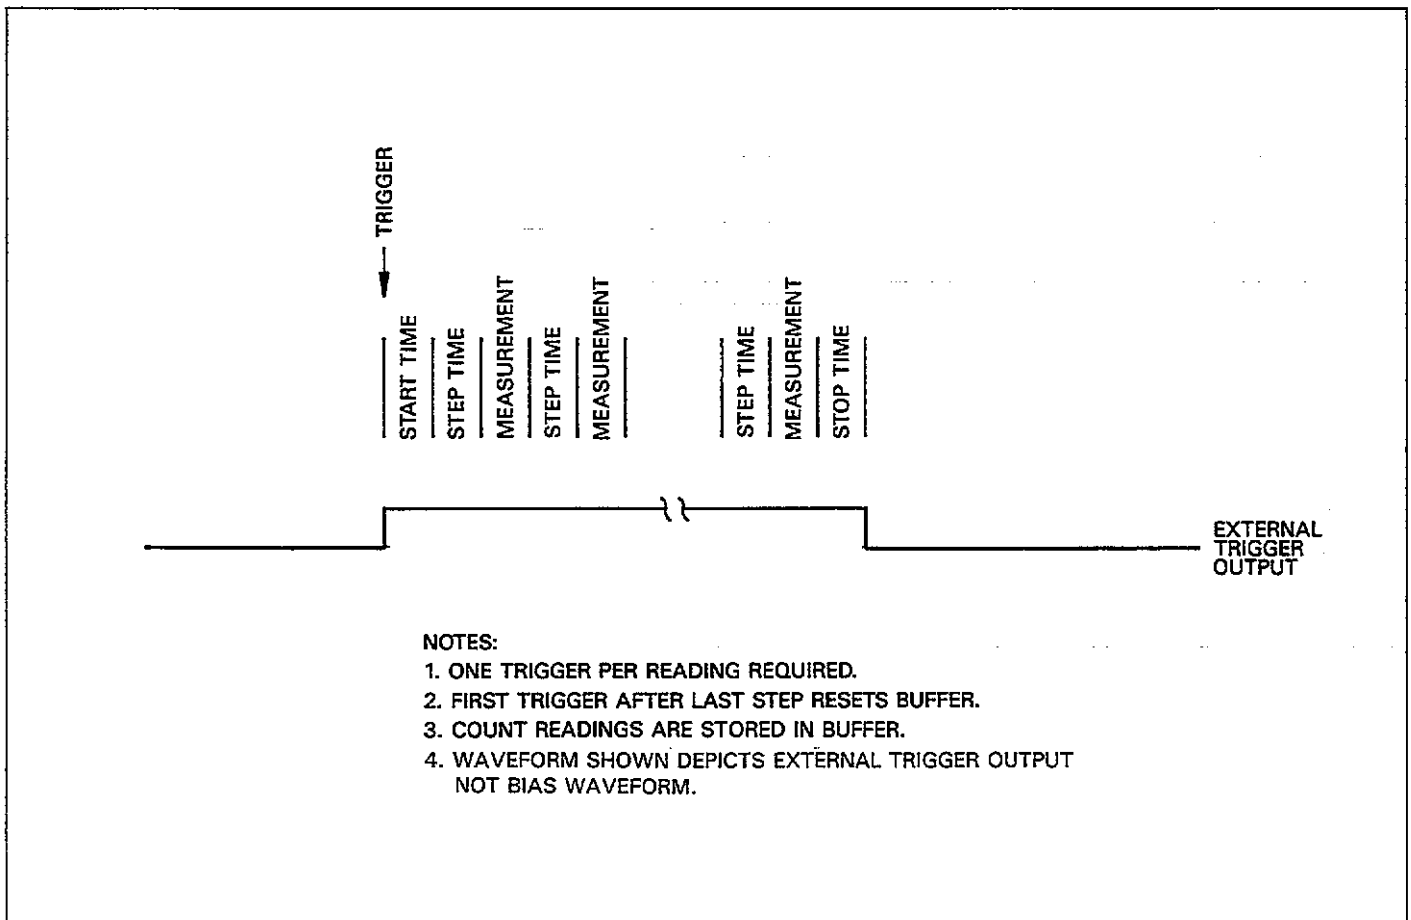 TRIGGER
START TIME
STEP TIME
MEASUREMENT
STEP TIME
MEASUREMENT
STEP TIME
MEASUREMENT
STOP TIME
EXTERNAL
TRIGGER
OUTPUT
NOTES:
1. ONE TRIGGER PER READING REQUIRED.
2. FIRST TRIGGER AFTER LAST STEP RESETS BUFFER.
3. COUNT READINGS ARE STORED IN BUFFER.
4. WAVEFORM SHOWN DEPICTS EXTERNAL TRIGGER OUTPUT
NOT BIAS WAVEFORM.